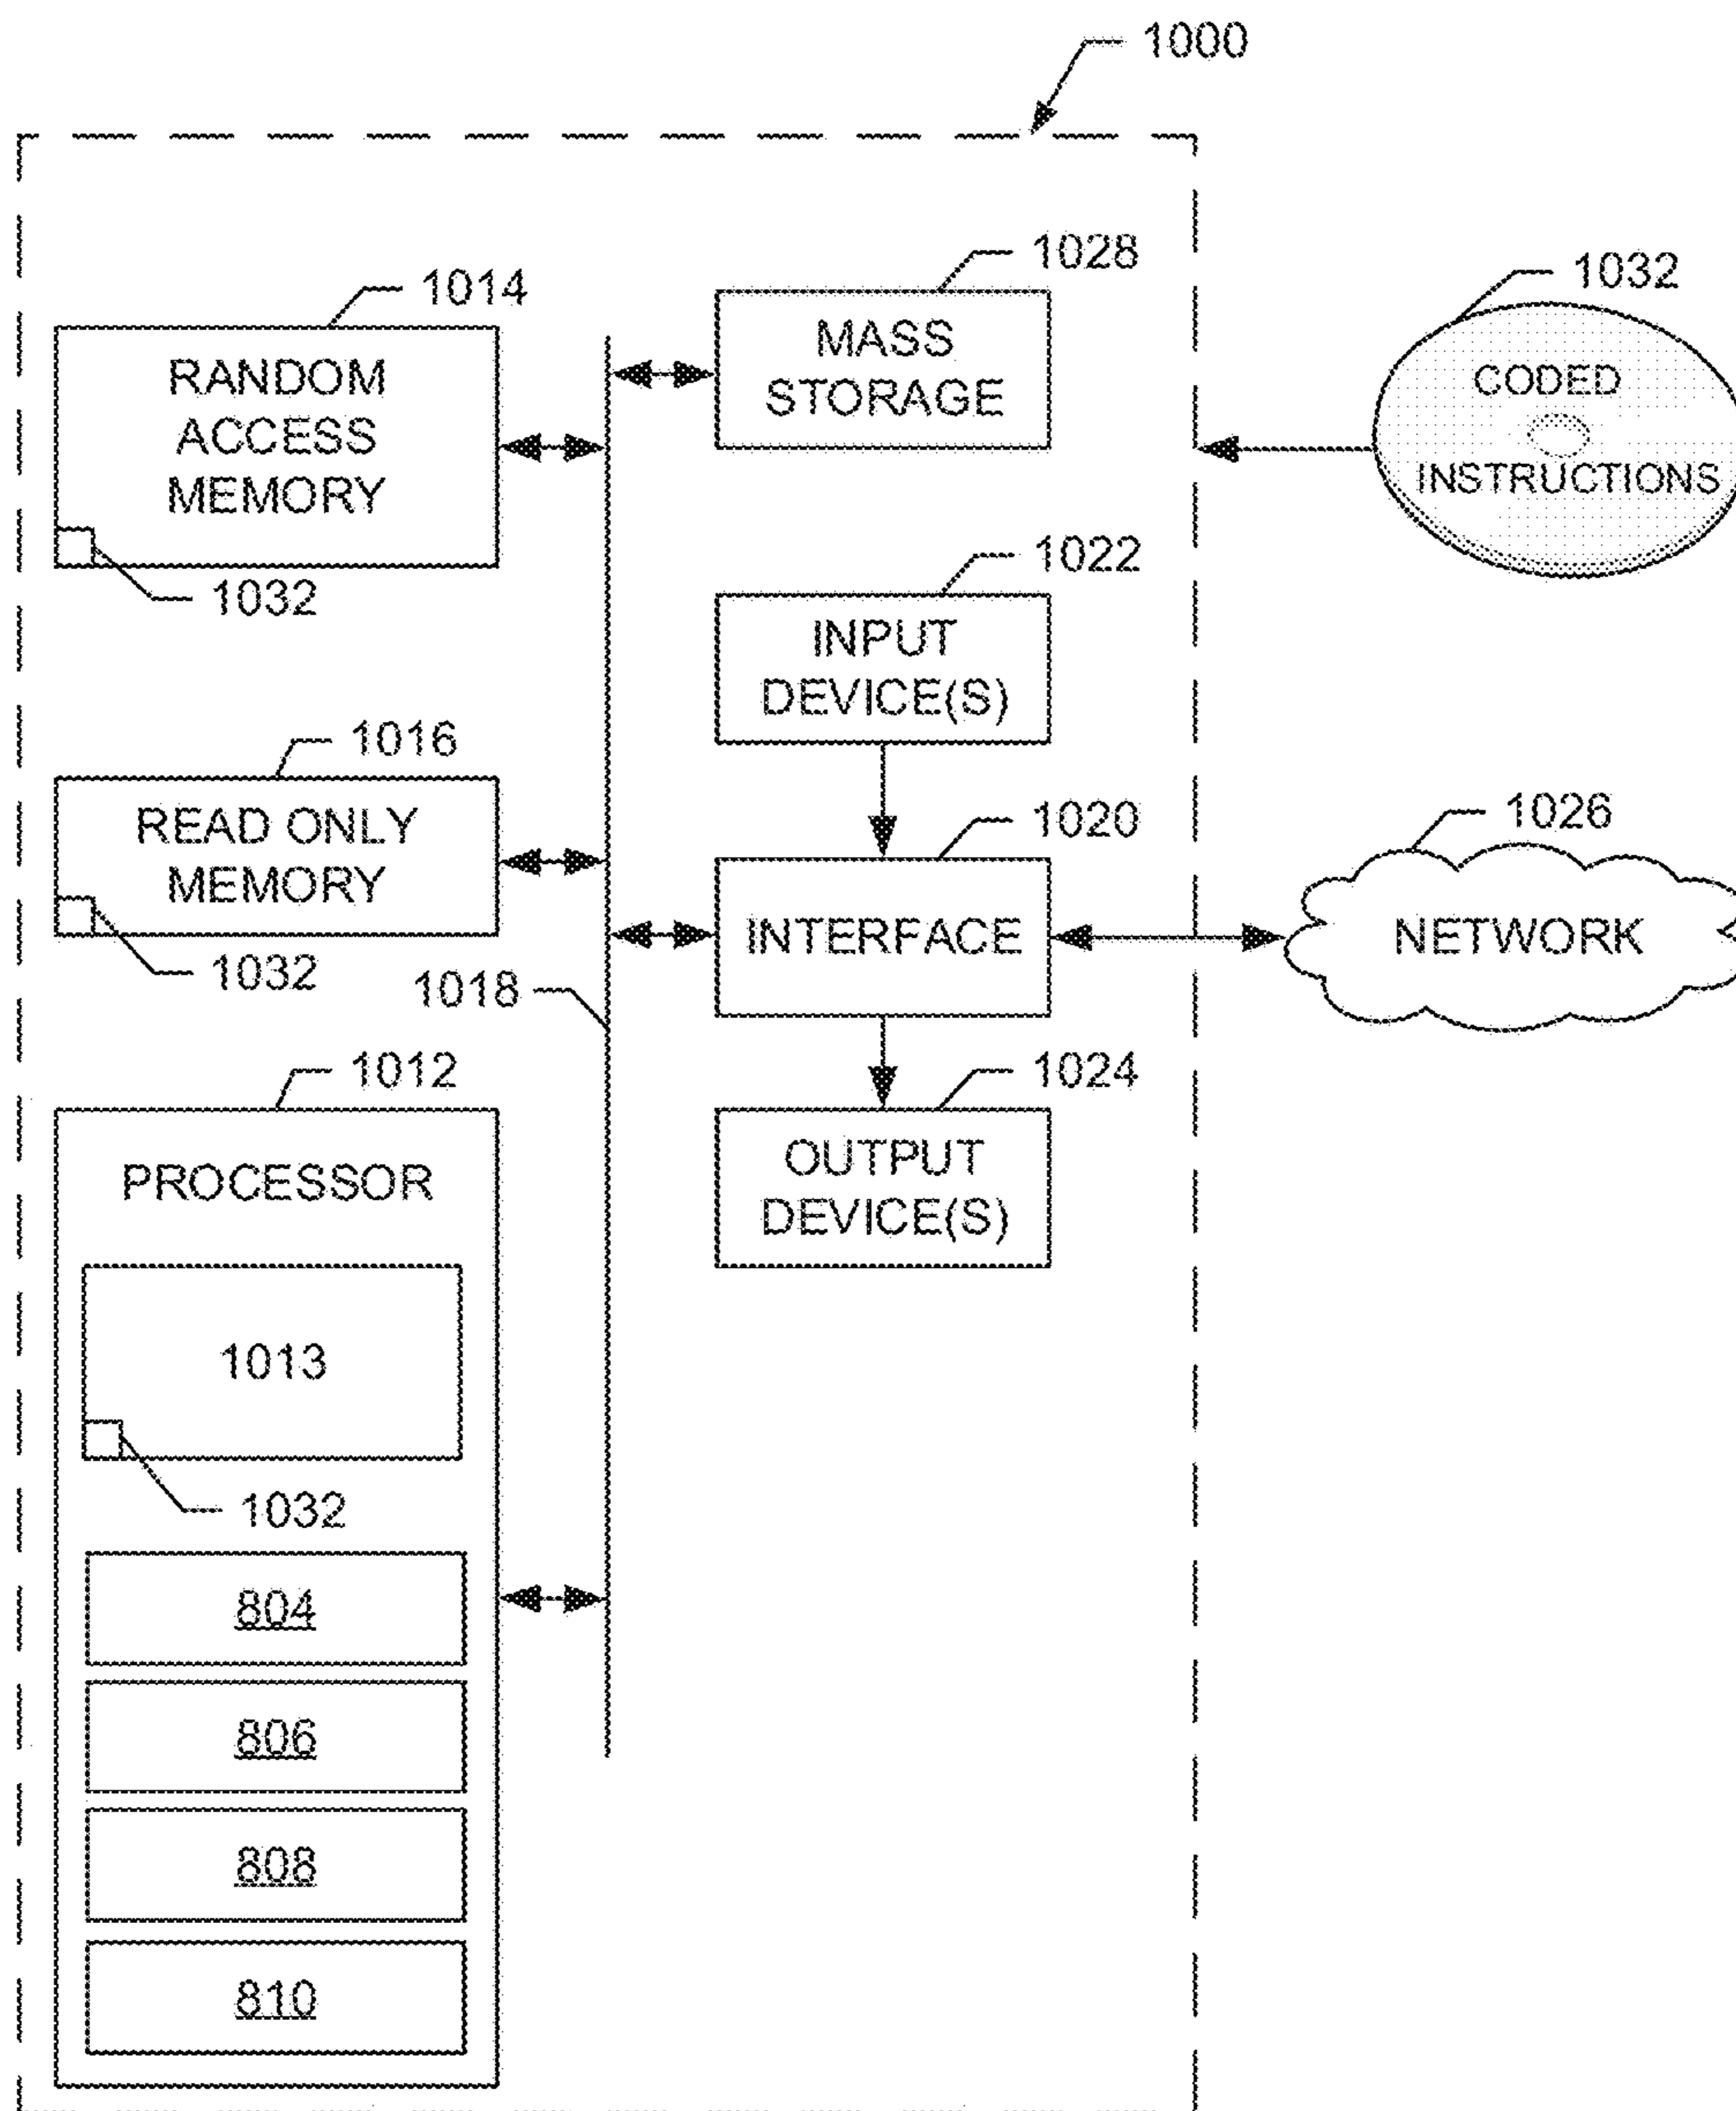 1000
1028
1014
1032
MASS
STORAGE
RANDOM
ACCESS
MEMORY
CODED
INSTRUCTIONS
1022
1032
INPUT
DEVICE(S)
1016
1020
1026
READ ONLY
MEMORY
INTERFACE
NETWORK
1032
1018
1012
1024
PROCESSOR
OUTPUT
DEVICE(S)
1013
1032
804
806
808
810